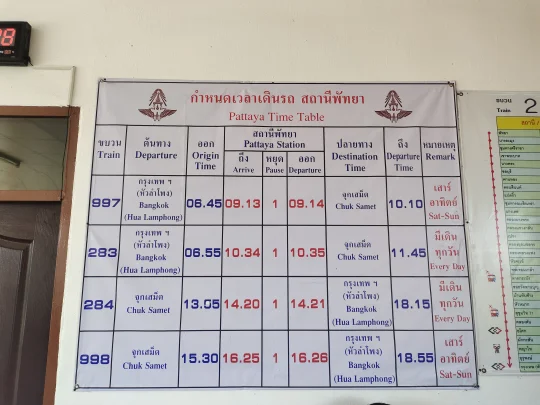 กำหนดเวลาเดินรถ สถานีพัทยา
Pattaya Time Table
ขบวน
Train
ต้นทาง
Departure
ออก
Origin
Time
สถานีพัทยา
Pattaya Station
ถึง
Arrive
หยุด
Pause
ออก
Departure
ปลายทาง
Destination
Time
ถึง
Departure
Time
หมายเหตุ
Remark
997
กรุงเทพ ฯ
(หัวลำโพง)
Bangkok
(Hua Lamphong)
06.45
09.13
1
09.14
จุกเสม็ด
Chuk Samet
10.10
เสาร์
อาทิตย์
Sat-Sun
283
กรุงเทพ ฯ
(หัวลำโพง)
Bangkok
(Hua Lamphong)
06.55
10.34
1
10.35
จุกเสม็ด
Chuk Samet
11.45
มีเดิน
ทุกวัน
Every Day
284
จุกเสม็ด
Chuk Samet
13.05
14.20
1
14.21
กรุงเทพ ฯ
(หัวลำโพง)
Bangkok
(Hua Lamphong)
18.15
มีเดิน
ทุกวัน
Every Day
998
จุกเสม็ด
Chuk Samet
15.30
16.25
1
16.26
กรุงเทพ ฯ
(หัวลำโพง)
Bangkok
(Hua Lamphong)
18.55
เสาร์
อาทิตย์
Sat-Sun
ขบวน
Train
2